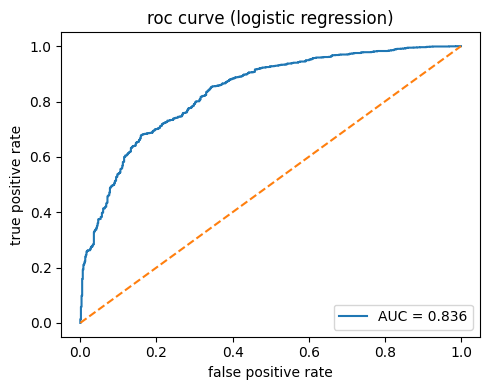 roc curve (logistic regression)
true positive rate
1.0
0.8
0.6
0.4
0.2
0.0
AUC = 0.836
0.0 0.2 0.4 0.6 0.8 1.0
false positive rate